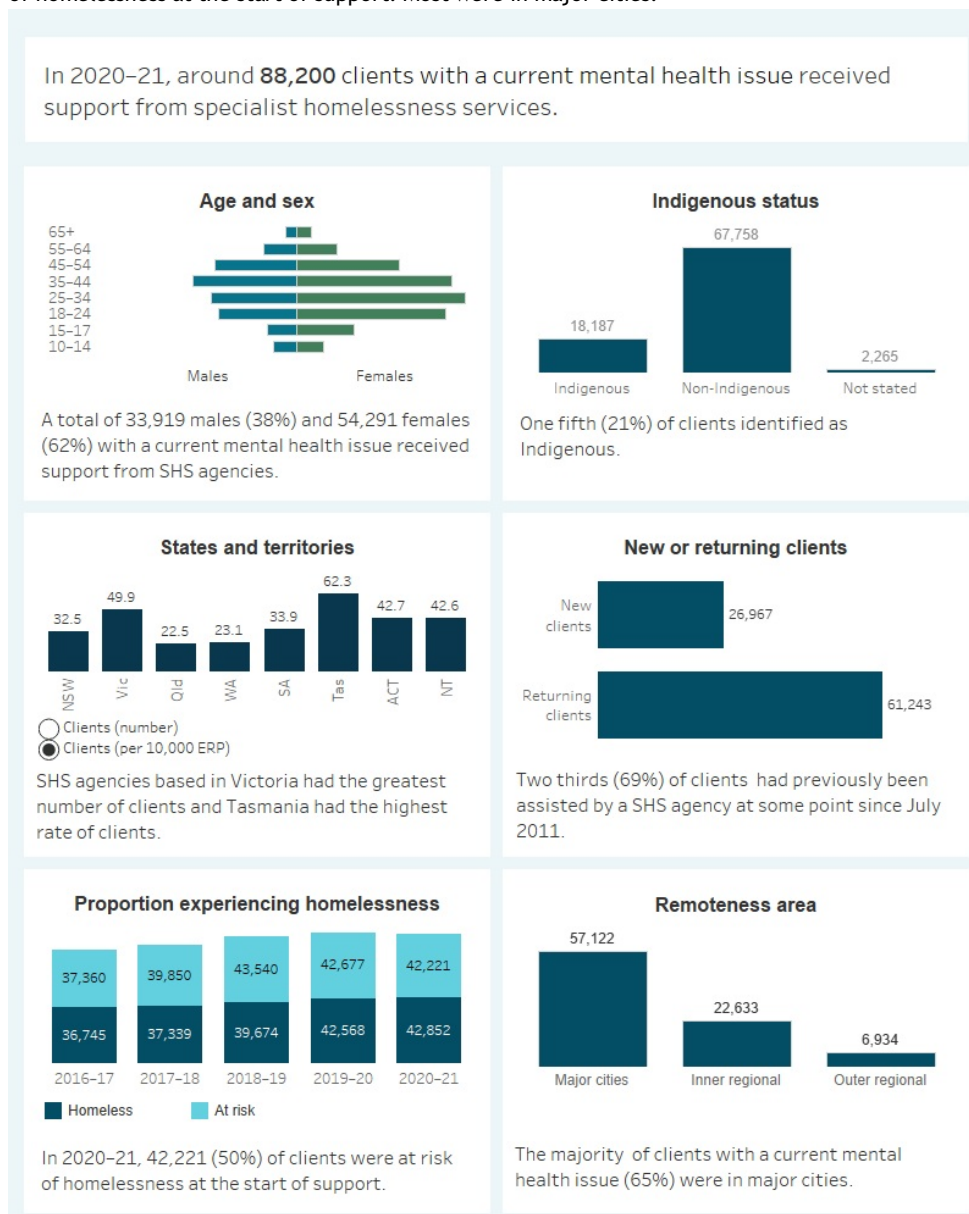 of homelessness at the start of support. Most were in major cities.
In 2020–21, around 88,200 clients with a current mental health issue received
support from specialist homelessness services.
Age and sex
65+
55–64
45–54
35–44
25–34
18–24
15–17
10–14
Males Females
A total of 33,919 males (38%) and 54,291 females
(62%) with a current mental health issue received
support from SHS agencies.
Indigenous status
67,758
18,187
2,265
Indigenous Non-Indigenous Not stated
One fifth (21%) of clients identified as
Indigenous.
States and territories
32.5 49.9 22.5 23.1 33.9 62.3 42.7 42.6
NSW Vic Qld WA SA Tas ACT NT
Clients (number)
Clients (per 10,000 ERP)
SHS agencies based in Victoria had the greatest
number of clients and Tasmania had the highest
rate of clients.
New or returning clients
New
clients
26,967
Returning
clients
61,243
Two thirds (69%) of clients had previously been
assisted by a SHS agency at some point since July
2011.
Proportion experiencing homelessness
37,360 39,850 43,540 42,677 42,221
36,745 37,339 39,674 42,568 42,852
2016–17 2017–18 2018–19 2019–20 2020–21
Homeless At risk
In 2020–21, 42,221 (50%) of clients were at risk
of homelessness at the start of support.
Remoteness area
57,122
22,633
6,934
Major cities Inner regional Outer regional
The majority of clients with a current mental
health issue (65%) were in major cities.